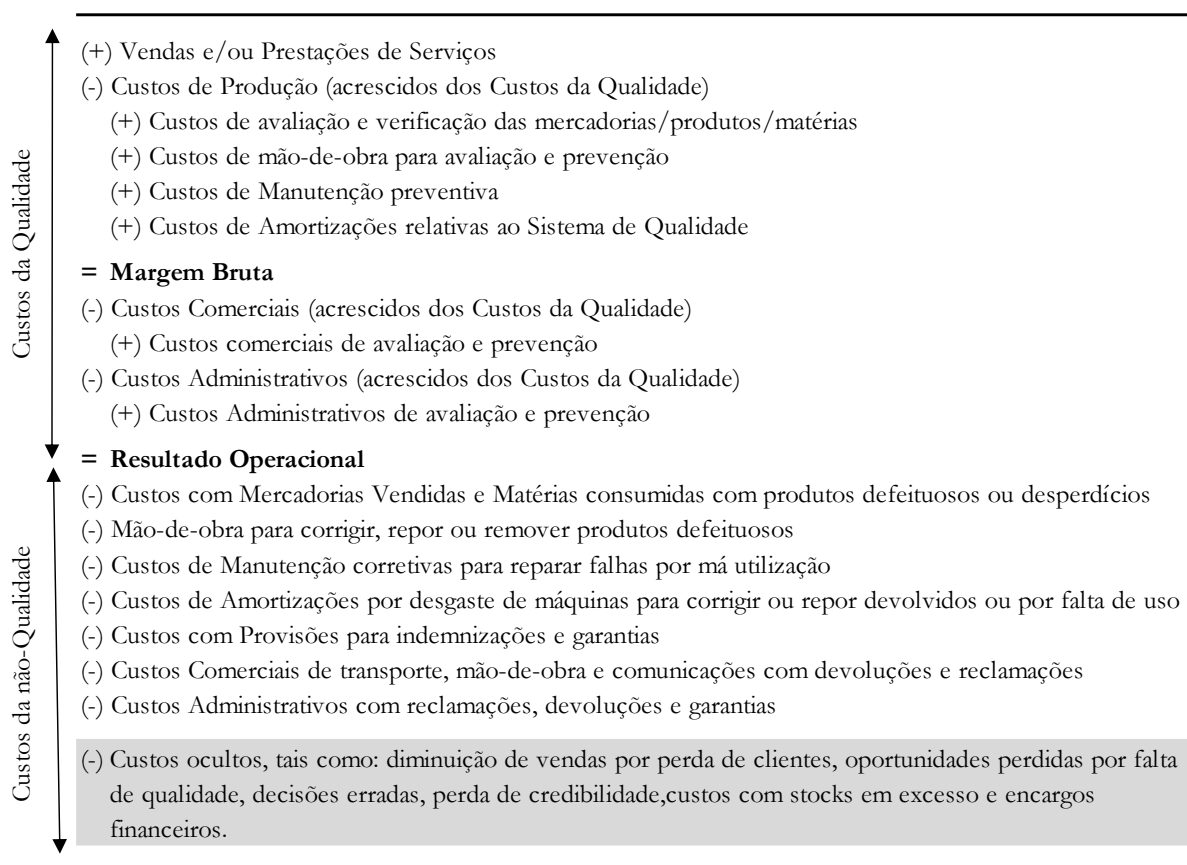 (+) Vendas e/ou Prestações de Serviços
(-) Custos de Produção (acrescidos dos Custos da Qualidade)
(+) Custos de avaliação e verificação das mercadorias/produtos/matérias
(+) Custos de mão-de-obra para avaliação e prevenção
(+) Custos de Manutenção preventiva
(+) Custos de Amortizações relativas ao Sistema de Qualidade
= Margem Bruta
(-) Custos Comerciais (acrescidos dos Custos da Qualidade)
(+) Custos comerciais de avaliação e prevenção
(-) Custos Administrativos (acrescidos dos Custos da Qualidade)
(+) Custos Administrativos de avaliação e prevenção
Custos da Qualidade
= Resultado Operacional
(-) Custos com Mercadorias Vendidas e Matérias consumidas com produtos defeituosos ou desperdícios
(-) Mão-de-obra para corrigir, repor ou remover produtos defeituosos
(-) Custos de Manutenção corretivas para reparar falhas por má utilização
(-) Custos de Amortizações por desgaste de máquinas para corrigir ou repor devolvidos ou por falta de uso
(-) Custos com Provisões para indemnizações e garantias
(-) Custos Comerciais de transporte, mão-de-obra e comunicações com devoluções e reclamações
(-) Custos Administrativos com reclamações, devoluções e garantias
(-) Custos ocultos, tais como: diminuição de vendas por perda de clientes, oportunidades perdidas por falta
de qualidade, decisões erradas, perda de credibilidade,custos com stocks em excesso e encargos
financeiros.
Custos da não-Qualidade